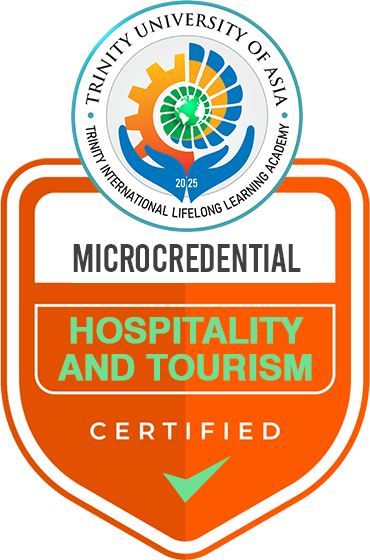 TRINITY UNIVERSITY OF ASIA
TRINITY INTERNATIONAL LIFELONG LEARNING ACADEMY
2025
MICROCREDENTIAL
HOSPITALITY
AND TOURISM
CERTIFIED